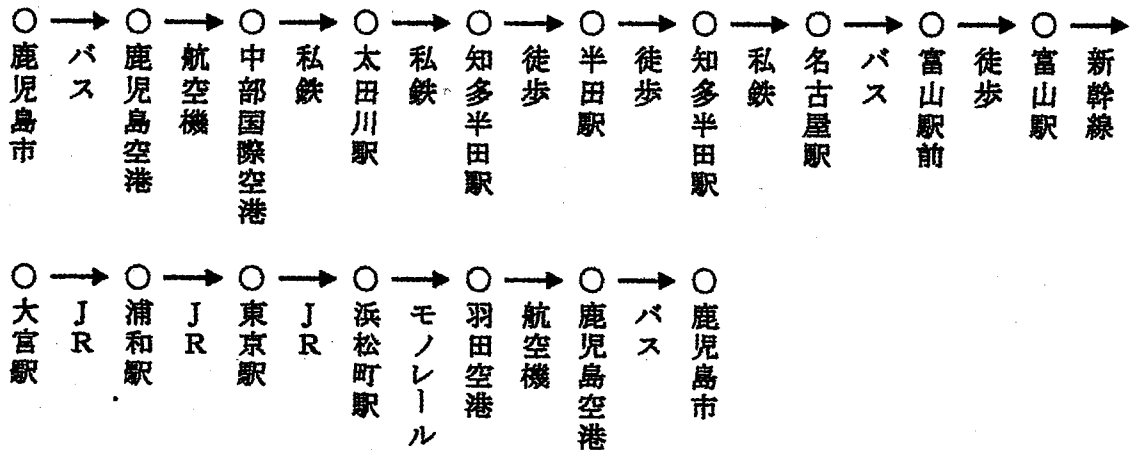 ○→○→○→○→○→○→○→○→○→○→
鹿児島市 バス 鹿児島空港 航空機 中部国際空港 私鉄 太田川駅 私鉄 知多半田駅 徒歩 半田駅 徒歩 知多半田駅 私鉄 名古屋駅 バス 富山駅前 徒歩 富山駅 新幹線
○→○→○→○→○→○→○
大宮駅 JR 浦和駅 JR 東京駅 JR 浜松町駅 モノレール 羽田空港 航空機 鹿児島空港 バス 鹿児島市